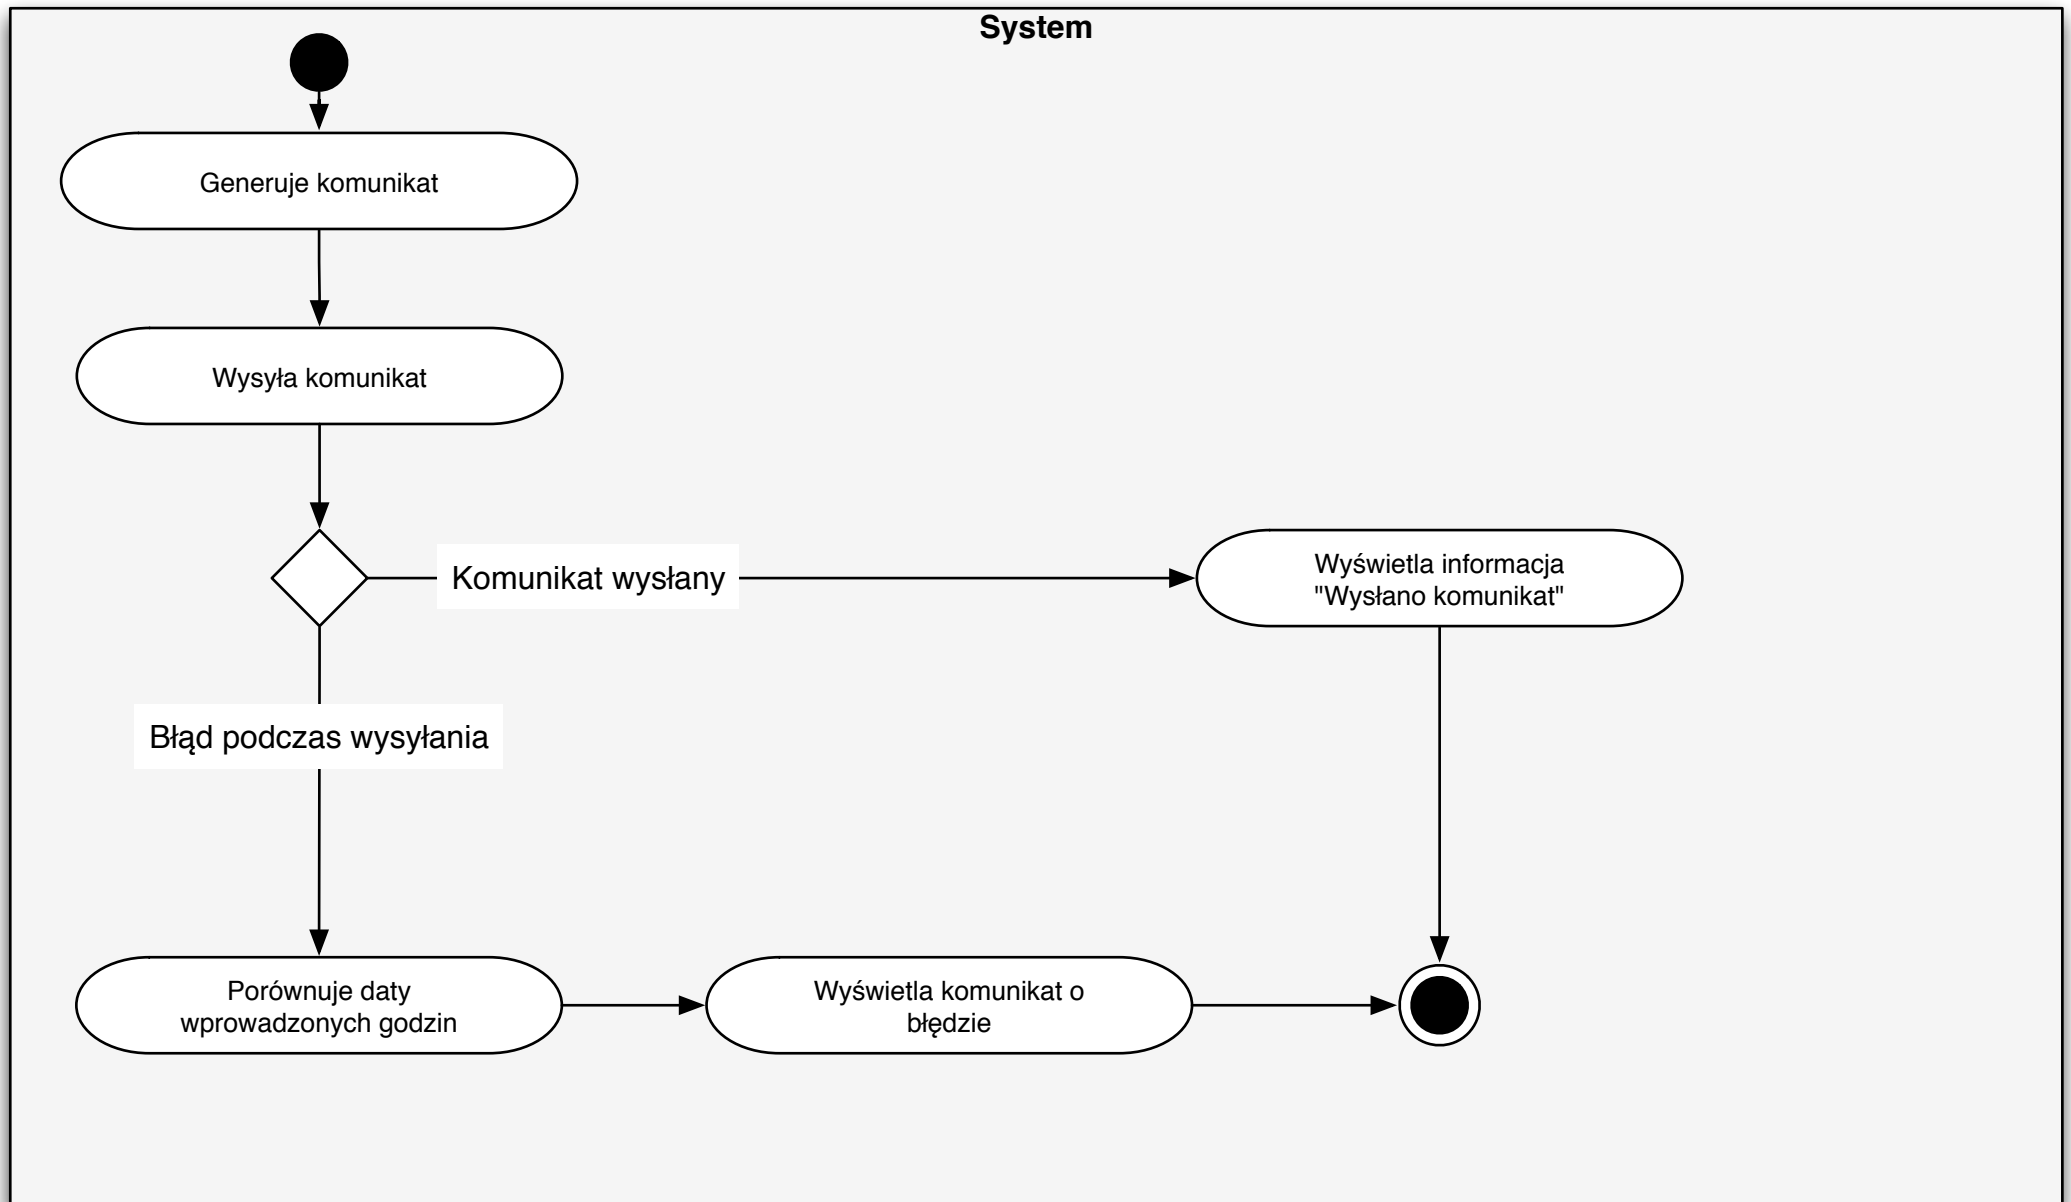 System
Generuje komunikat
Wysyła komunikat
Komunikat wysłany
Wyświetla informacja
"Wysłano komunikat"
Błąd podczas wysyłania
Porównuje daty
wprowadzonych godzin
Wyświetla komunikat o
błędzie